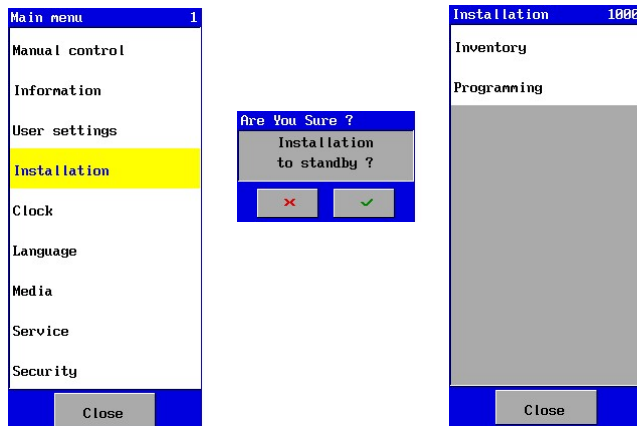 Main menu 1
Manual control
Information
User settings
Installation
Clock
Language
Media
Service
Security
Close
Are You Sure ?
Installation
to standby ?
Installation 1000
Inventory
Programming
Close